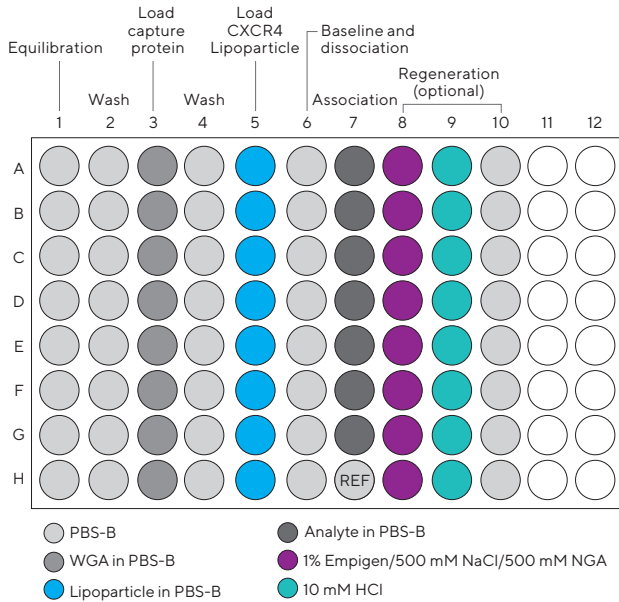 Load
capture
protein
Load
CXCR4
Lipoparticle
Baseline and
dissociation
Equilibration
Regeneration
(optional)
Wash
Wash
Association
1 2 3 4 5 6 7 8 9 10 11 12
A
B
C
D
E
F
G
H REF
PBS-B
WGA in PBS-B
Lipoparticle in PBS-B
Analyte in PBS-B
1% Empigen/500 mM NaCl/500 mM NGA
10 mM HCl